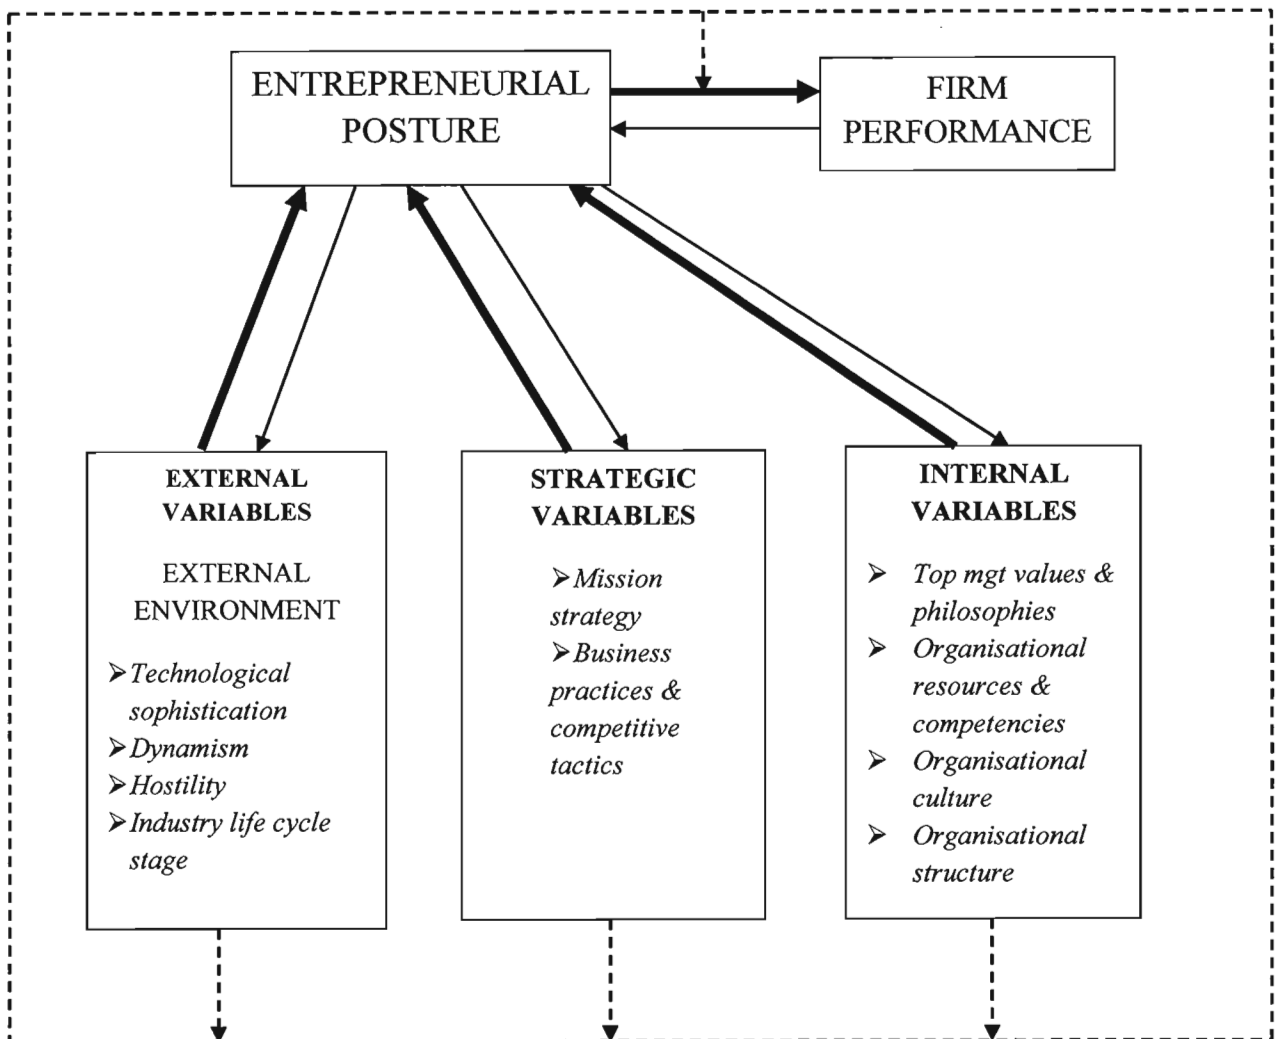 ENTREPRENEURIAL
POSTURE
FIRM
PERFORMANCE
EXTERNAL
VARIABLES
EXTERNAL
ENVIRONMENT
➢Technological
sophistication
➢Dynamism
➢Hostility
➢Industry life cycle
stage
STRATEGIC
VARIABLES
➢Mission
strategy
➢Business
practices &
competitive
tactics
INTERNAL
VARIABLES
➢ Top mgt values &
philosophies
➢ Organisational
resources &
competencies
➢ Organisational
culture
➢ Organisational
structure